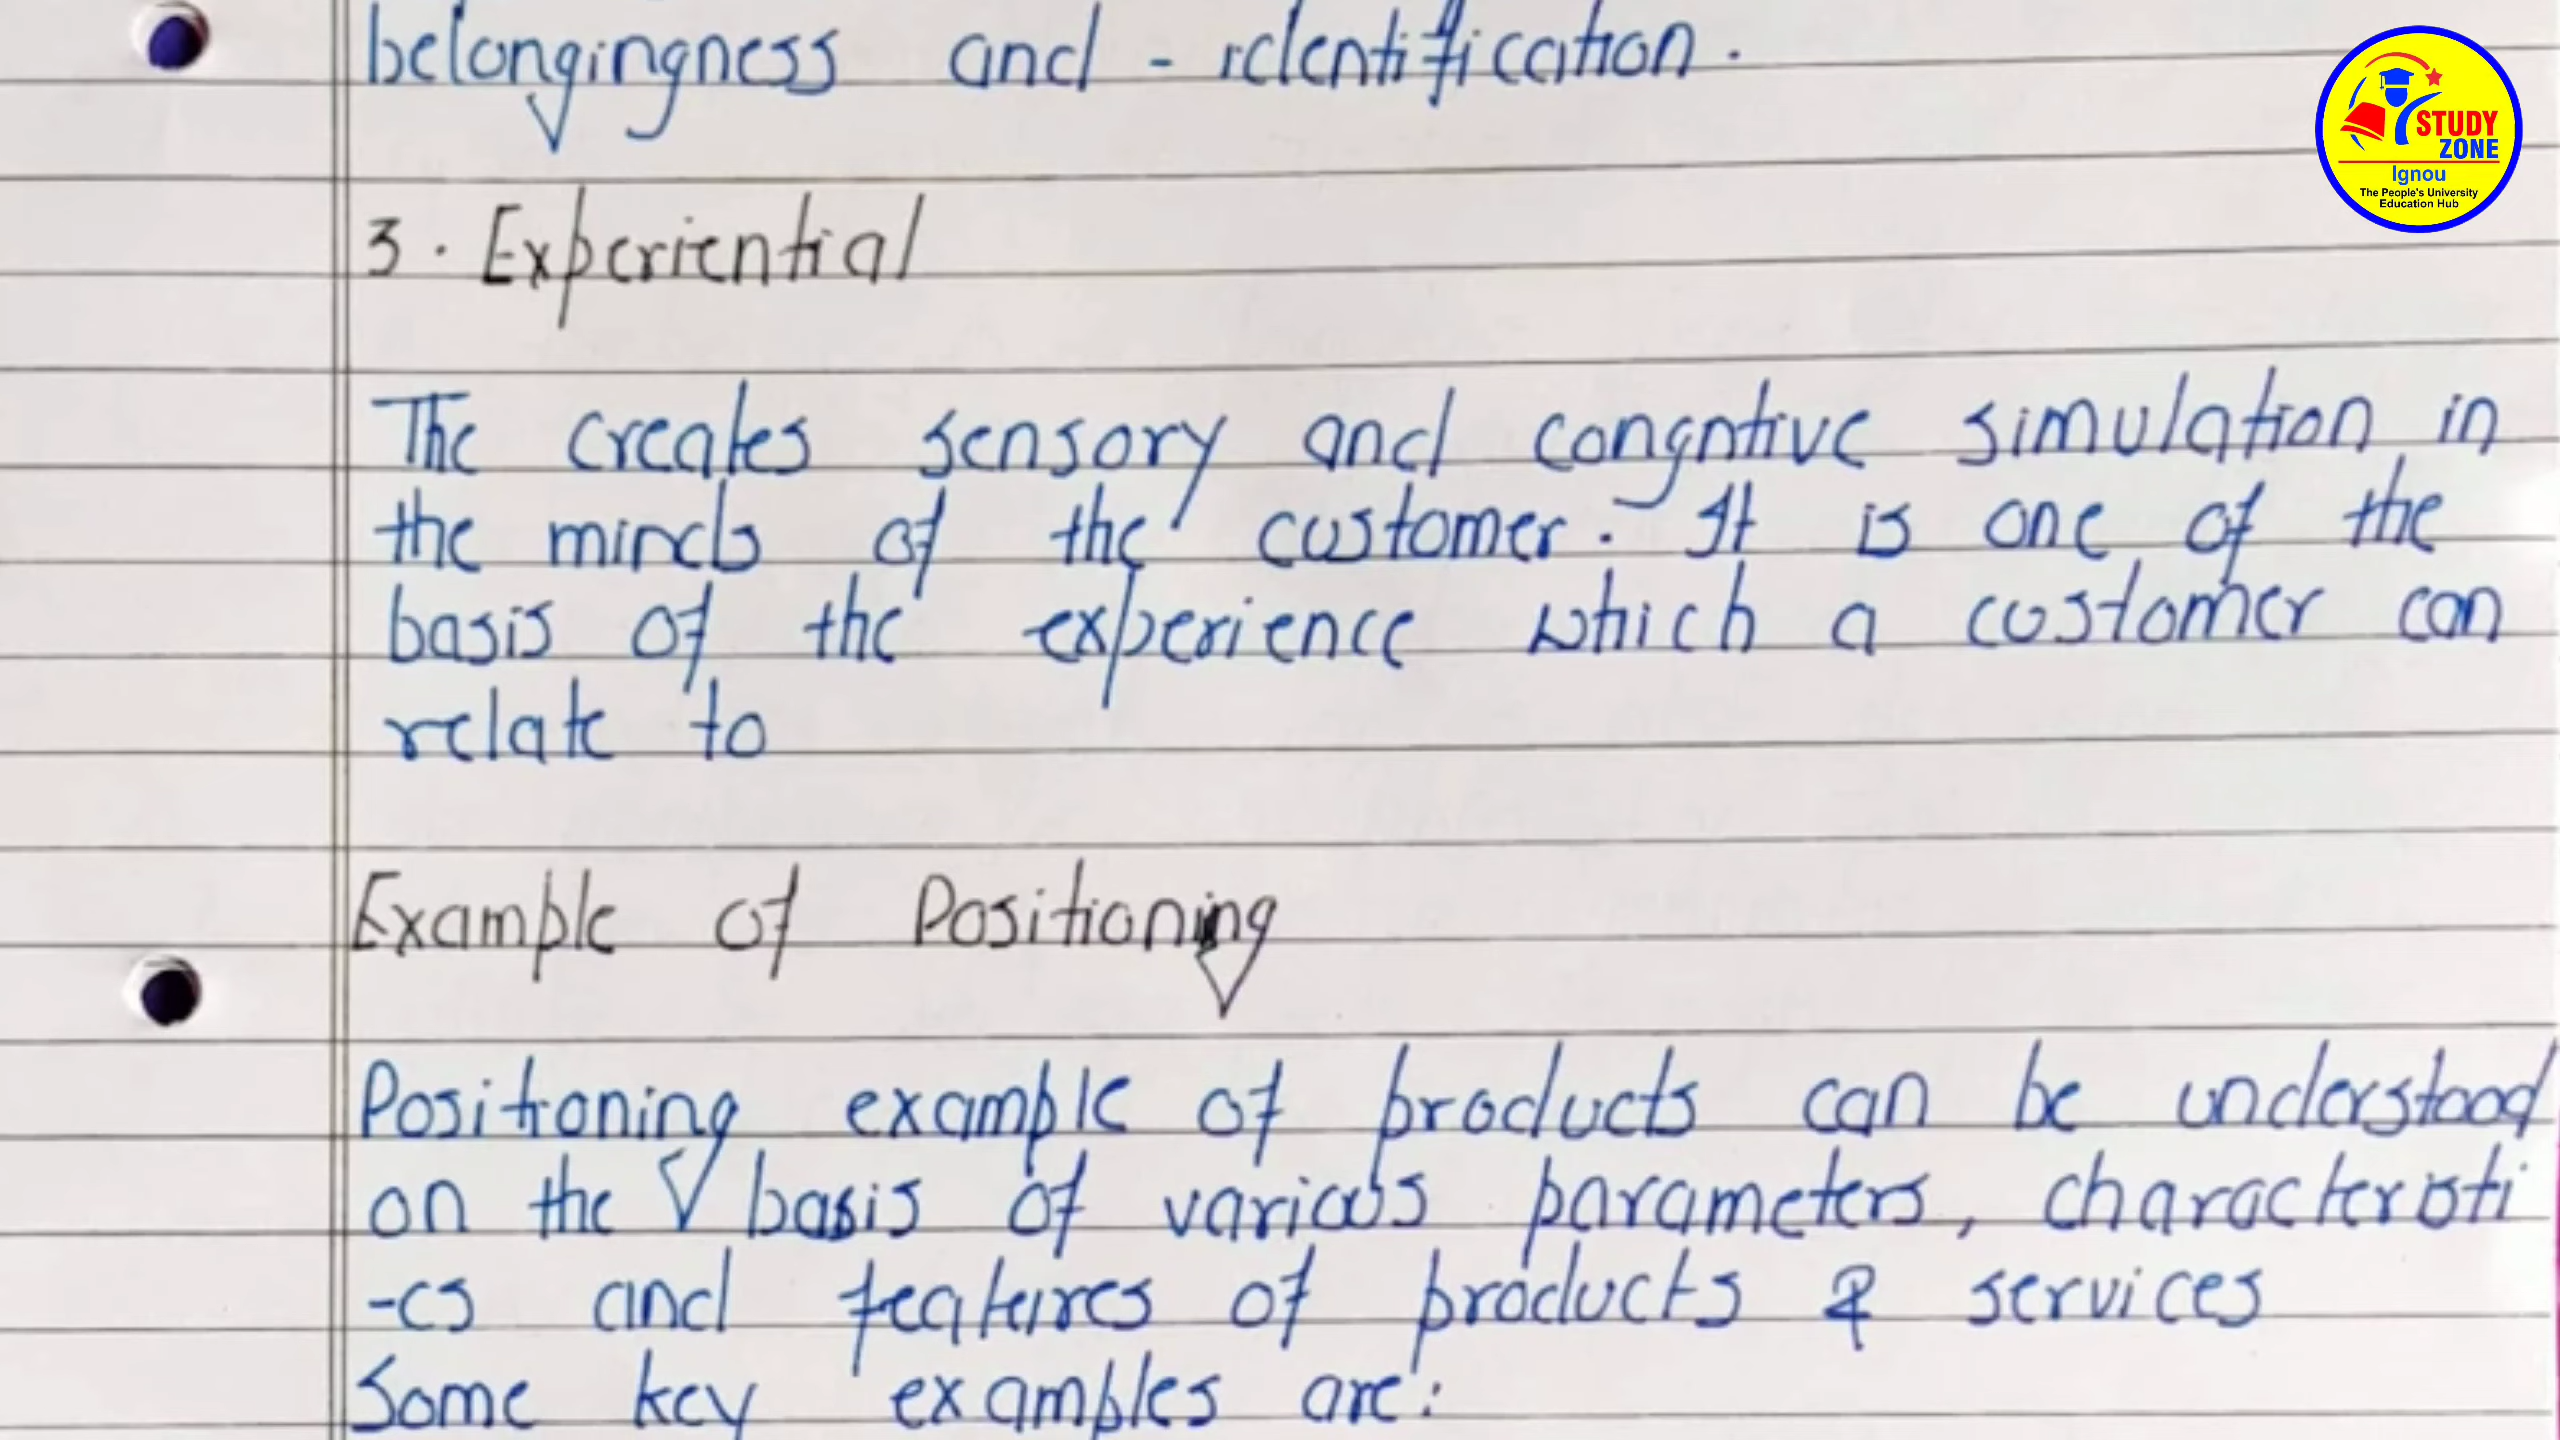 belongingness and - identification.
STUDY
ZONE
Ignou
The People's University
Education Hub
3. Experiential
The creates sensory and congntive simulation in
the minds of the customer. It is one of the
basis of the experience which a customer can
relate to
Example of Positioning
Positioning example of products can be understood
on the basis of various parameters, characteristi
-cs and features of products & services
Some key examples are: